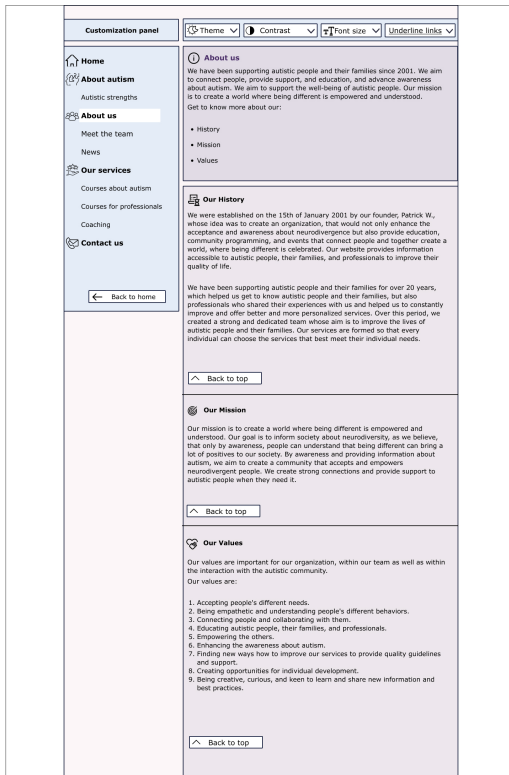 Customization panel
Theme
Contrast
Font size
Underline links
Home
About autism
Autistic strengths
About us
Meet the team
News
Our services
Courses about autism
Courses for professionals
Coaching
Contact us
Back to home
About us
We have been supporting autistic people and their families since 2001. We aim
to connect people, provide support, and education, and advance awareness
about autism. We aim to support the well-being of autistic people. Our mission
is to create a world where being different is empowered and understood.
Get to know more about our:
• History
• Mission
• Values
Our History
We were established on the 15th of January 2001 by our founder, Patrick W.,
whose idea was to create an organization, that would not only enhance the
acceptance and awareness about neurodivergence but also provide education,
community programming, and events that connect people and together create a
world, where being different is celebrated. Our website provides information
accessible to autistic people, their families, and professionals to improve their
quality of life.
We have been supporting autistic people and their families for over 20 years,
which helped us get to know autistic people and their families, but also
professionals who shared their experiences with us and helped us to constantly
improve and offer better and more personalized services. Over this period, we
created a strong and dedicated team whose aim is to improve the lives of
autistic people and their families. Our services are formed so that every
individual can choose the services that best meet their individual needs.
Back to top
Our Mission
Our mission is to create a world where being different is empowered and
understood. Our goal is to inform society about neurodiversity, as we believe,
that only by awareness, people can understand that being different can bring a
lot of positives to our society. By awareness and providing information about
autism, we aim to create a community that accepts and empowers
neurodivergent people. We create strong connections and provide support to
autistic people when they need it.
Back to top
Our Values
Our values are important for our organization, within our team as well as within
the interaction with the autistic community.
Our values are:
1. Accepting people's different needs.
2. Being empathetic and understanding people's different behaviors.
3. Connecting people and collaborating with them.
4. Educating autistic people, their families, and professionals.
5. Empowering the others.
6. Enhancing the awareness about autism.
7. Finding new ways how to improve our services to provide quality guidelines
and support.
8. Creating opportunities for individual development.
9. Being creative, curious, and keen to learn and share new information and
best practices.
Back to top